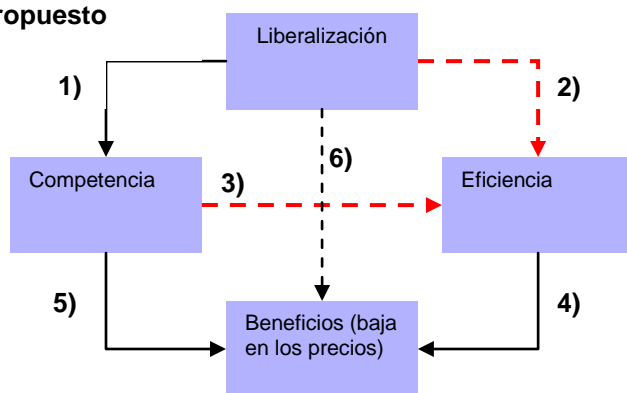 ropuesto
Liberalización
1)
2)
6)
Competencia
3)
Eficiencia
5)
4)
Beneficios (baja
en los precios)